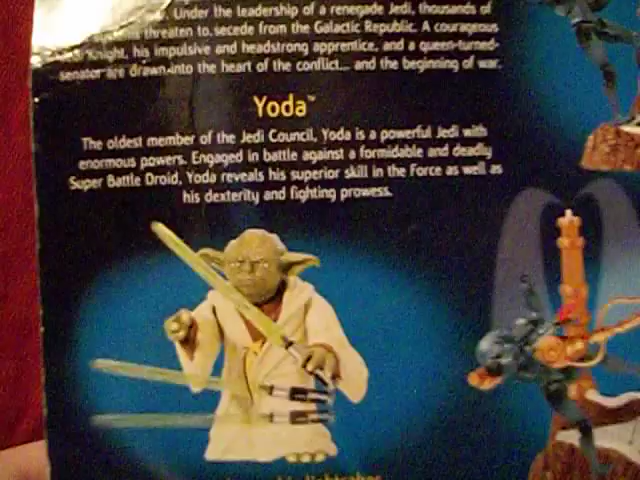 Under the leadership of a renegade Jedi, thousands of
threaten to secede from the Galactic Republic. A courageous
Knight, his impulsive and headstrong apprentice, and a queen-turned-
senator are drawn into the heart of the conflict... and the beginning of war.
Yoda™
The oldest member of the Jedi Council, Yoda is a powerful Jedi with
enormous powers. Engaged in battle against a formidable and deadly
Super Battle Droid, Yoda reveals his superior skill in the Force as well as
his dexterity and fighting prowess.